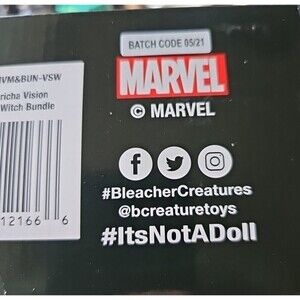 BATCH CODE 05/21
MARVEL
© MARVEL
VM&BUN-VSW
richa Vision
Witch Bundle
12166 6
#BleacherCreatures
@bcreaturetoys
#ItsNotADoll